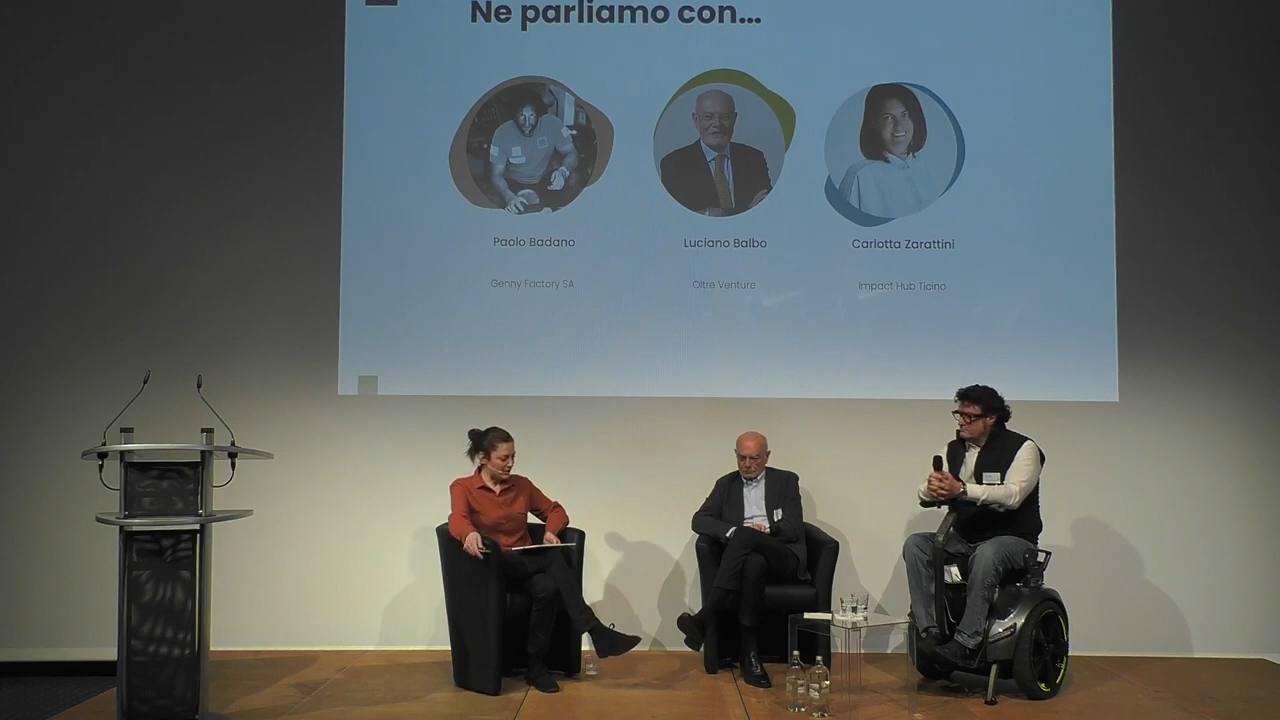 Ne parliamo con...
Paolo Badano
Luciano Balbo
Carlotta Zarattini
Genny Factory SA
Oltre Venture
Impact Hub Ticino